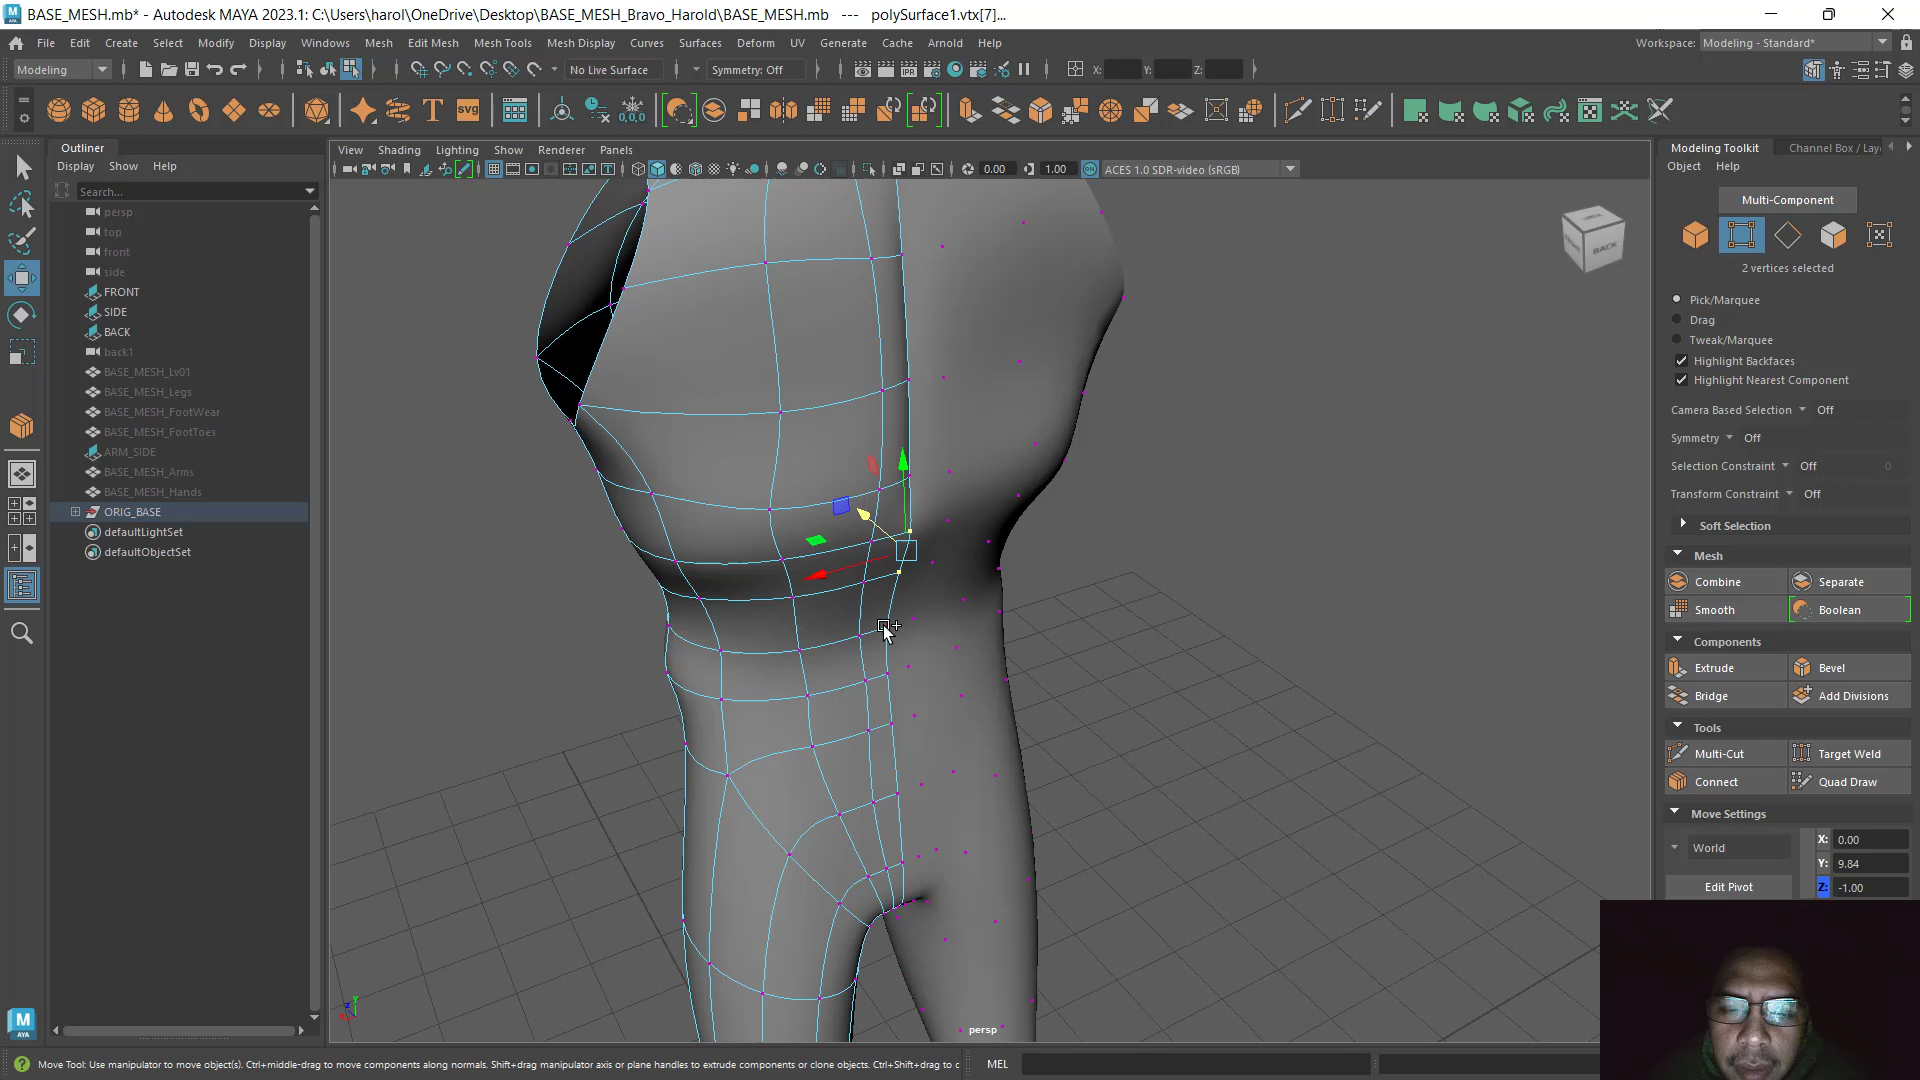 BASE_MESH.mb* - Autodesk MAYA 2023.1: C:\Users\harol\OneDrive\Desktop\BASE_MESH_Bravo_Harold\BASE_MESH.mb   ---   polySurface1.vtx[7]...
File Edit Create Select Modify Display Windows Mesh Edit Mesh Mesh Tools Mesh Display Curves Surfaces Deform UV Generate Cache Arnold Help
Workspace: Modeling - Standard*
Modeling
No Live Surface
Symmetry: Off
X: Y: Z:
IPR
T
SVG
0,0,0
Outliner
Display Show Help
Search...
persp
top
front
side
FRONT
SIDE
BACK
back1
BASE_MESH_Lv01
BASE_MESH_Legs
BASE_MESH_FootWear
BASE_MESH_FootToes
ARM_SIDE
BASE_MESH_Arms
BASE_MESH_Hands
ORIG_BASE
defaultLightSet
defaultObjectSet
View Shading Lighting Show Renderer Panels
0.00 1.00 ACES 1.0 SDR-video (sRGB)
BACK
persp
Modeling Toolkit
Channel Box / Lay
Object Help
Multi-Component
2 vertices selected
Pick/Marquee
Drag
Tweak/Marquee
Highlight Backfaces
Highlight Nearest Component
Camera Based Selection Off
Symmetry Off
Selection Constraint Off 0
Transform Constraint Off
Soft Selection
Mesh
Combine Separate
Smooth Boolean
Components
Extrude Bevel
Bridge Add Divisions
Tools
Multi-Cut Target Weld
Connect Quad Draw
Move Settings
World
X: 0.00
Y: 9.84
Edit Pivot
Z: -1.00
M
AYA
Move Tool: Use manipulator to move object(s). Ctrl+middle-drag to move components along normals. Shift+drag manipulator axis or plane handles to extrude components or clone objects. Ctrl+Shift+drag to c
MEL